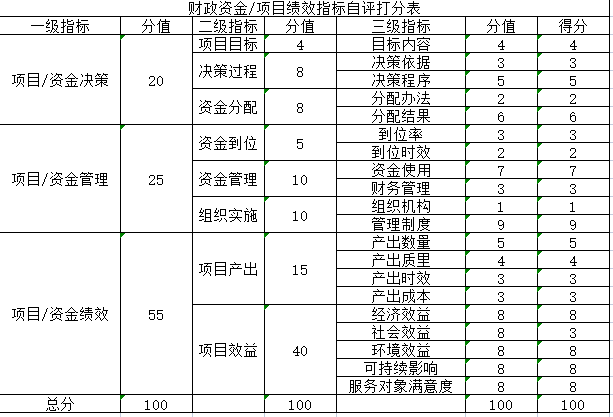 财政资金/项目绩效指标自评打分表
一级指标 分值 二级指标 分值 三级指标 分值 得分
项目/资金决策 20 项目目标 4 目标内容 4 4
决策过程 8 决策依据 3 3
决策程序 5 5
资金分配 8 分配办法 2 2
分配结果 6 6
项目/资金管理 25 资金到位 5 到位率 3 3
到位时效 2 2
资金管理 10 资金使用 7 7
财务管理 3 3
组织实施 10 组织机构 1 1
管理制度 9 9
项目/资金绩效 55 项目产出 15 产出数量 5 5
产出质里 4 4
产出时效 3 3
产出成本 3 3
项目效益 40 经济效益 8 8
社会效益 8 3
环境效益 8 8
可持续影响 8 8
服务对象满意度 8 8
总分 100 100 100 100